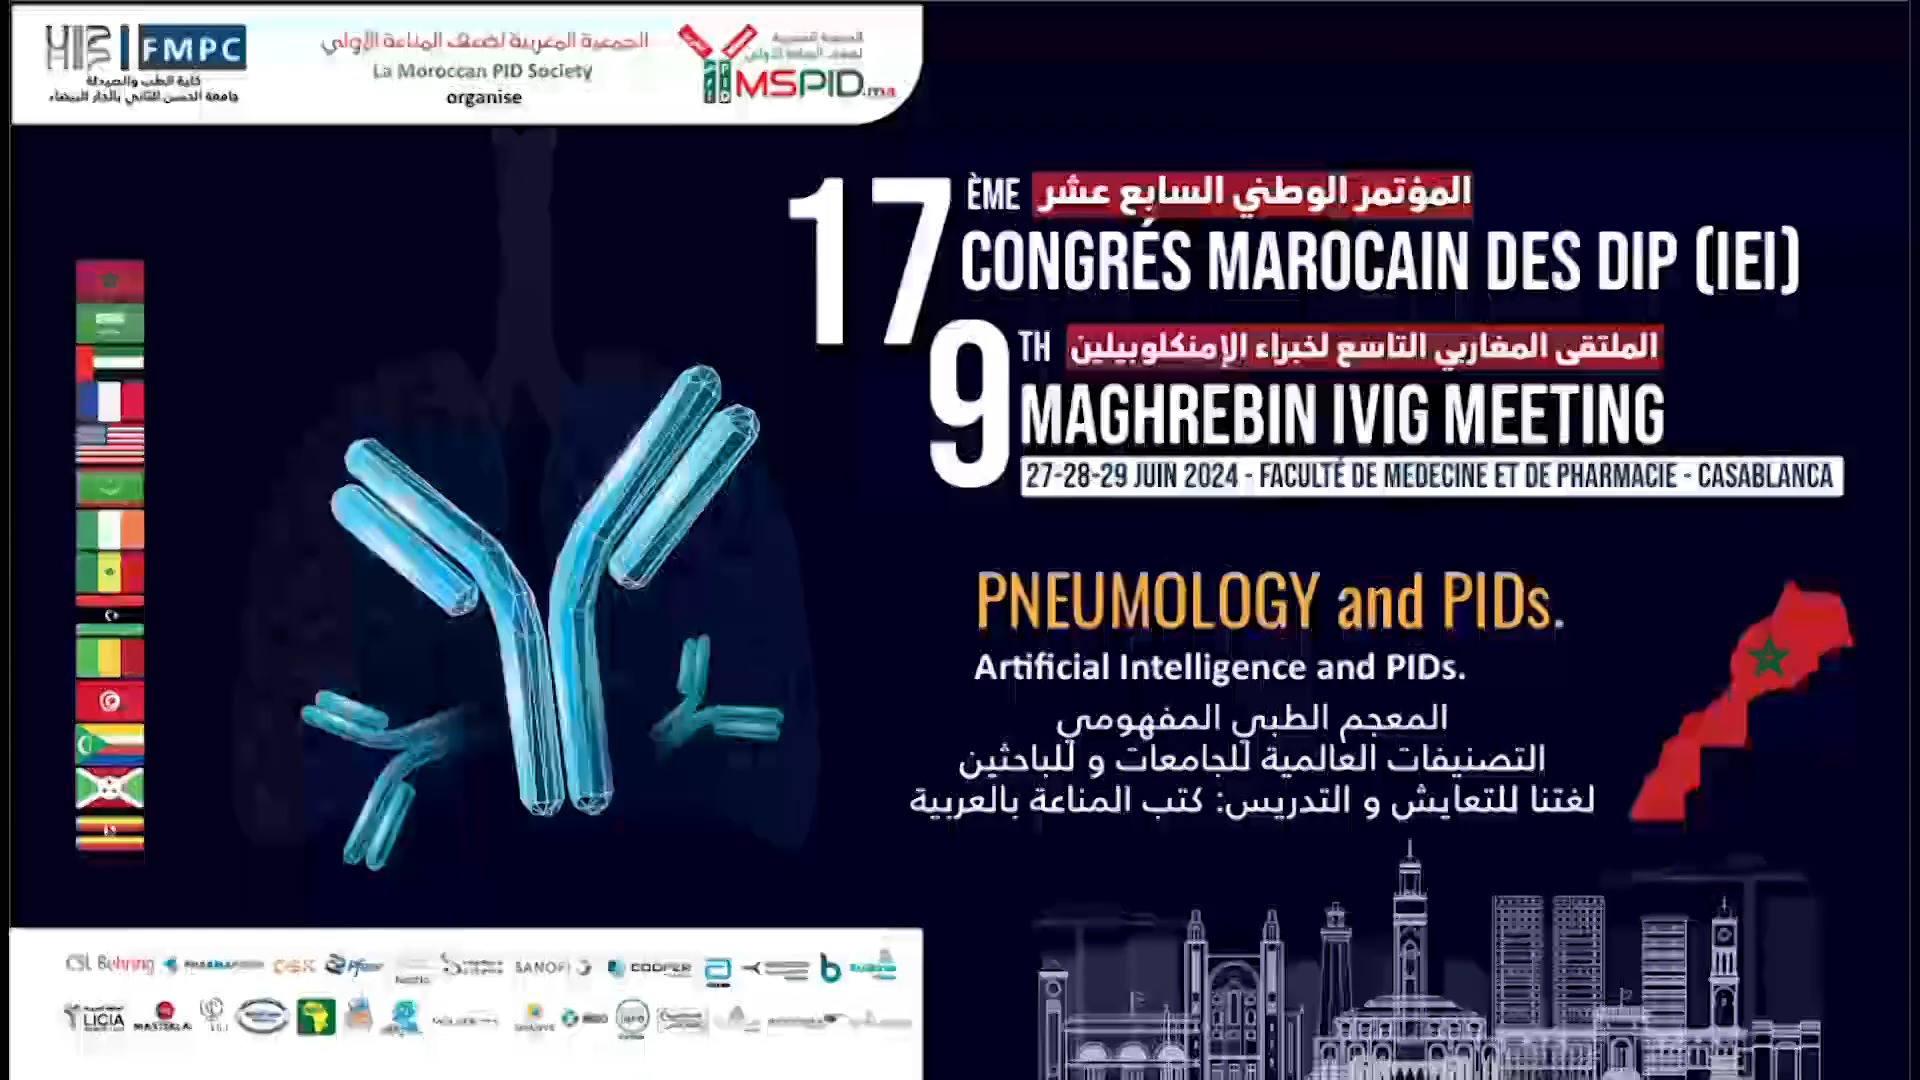 FMPC
كلية الطب والصيدلة
جامعة الحسن الثاني بالدار البيضاء
الجمعية المغربية لضعف المناعة الأولي
La Moroccan PID Society
organise
MSPID.ma
17 ÈME المؤتمر الوطني السابع عشر
CONGRÉS MAROCAIN DES DIP (IEI)
9 TH الملتقى المغاربي التاسع لخبراء الإمنكلوبيلين
MAGHREBIN IVIG MEETING
27-28-29 JUIN 2024 - FACULTÉ DE MEDECINE ET DE PHARMACIE - CASABLANCA
PNEUMOLOGY and PIDs.
Artificial Intelligence and PIDs.
المعجم الطبي المفهومي
التصنيفات العالمية للجامعات و للباحثين
لغتنا للتعايش و التدريس: كتب المناعة بالعربية
CSL Behring Pfizer SANOFI COOPER
LICIA